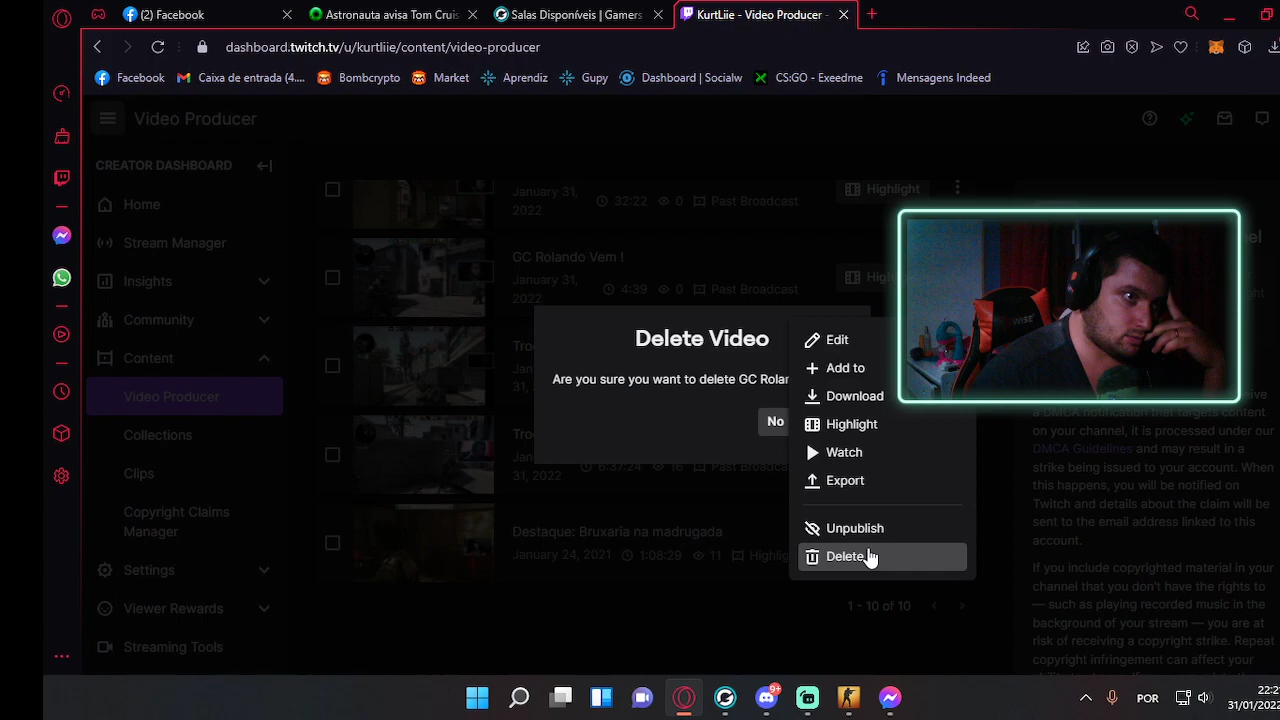 (2) Facebook
Astronauta avisa Tom Cruis
Salas Disponíveis | Gamers
KurtLiie - Video Producer -
dashboard.twitch.tv/u/kurtliie/content/video-producer
Facebook
Caixa de entrada (4....
Bombcrypto
Market
Aprendiz
Gupy
Dashboard | Socialw
CS:GO - Exeedme
Mensagens Indeed
Video Producer
CREATOR DASHBOARD
Home
Stream Manager
Insights
Community
Content
Video Producer
Collections
Clips
Copyright Claims
Manager
Settings
Viewer Rewards
Streaming Tools
January 31,
2022
32:22
0
Past Broadcast
Highlight
GC Rolando Vem !
January 31,
2022
4:39
0
Past Broadcast
Delete Video
Are you sure you want to delete GC Rolan
No
Edit
Add to
Download
Highlight
Watch
Export
Unpublish
Delete
31, 2022
6:37:24
16
Past Broadcast
Destaque: Bruxaria na madrugada
January 24, 2021
1:08:29
11
1 - 10 of 10
WISE
a DMCA notification that targets content
on your channel, it is processed under our
DMCA Guidelines and may result in a
strike being issued to your account. When
this happens, you will be notified on
Twitch and details about the claim will be
sent to the email address linked to this
account.
If you include copyrighted material in your
channel that you don't have the rights to
— such as playing recorded music in the
background of your stream — you are at
risk of receiving a copyright strike. Repeat
copyright infringement can affect your
9+
POR
22:2
31/01/202